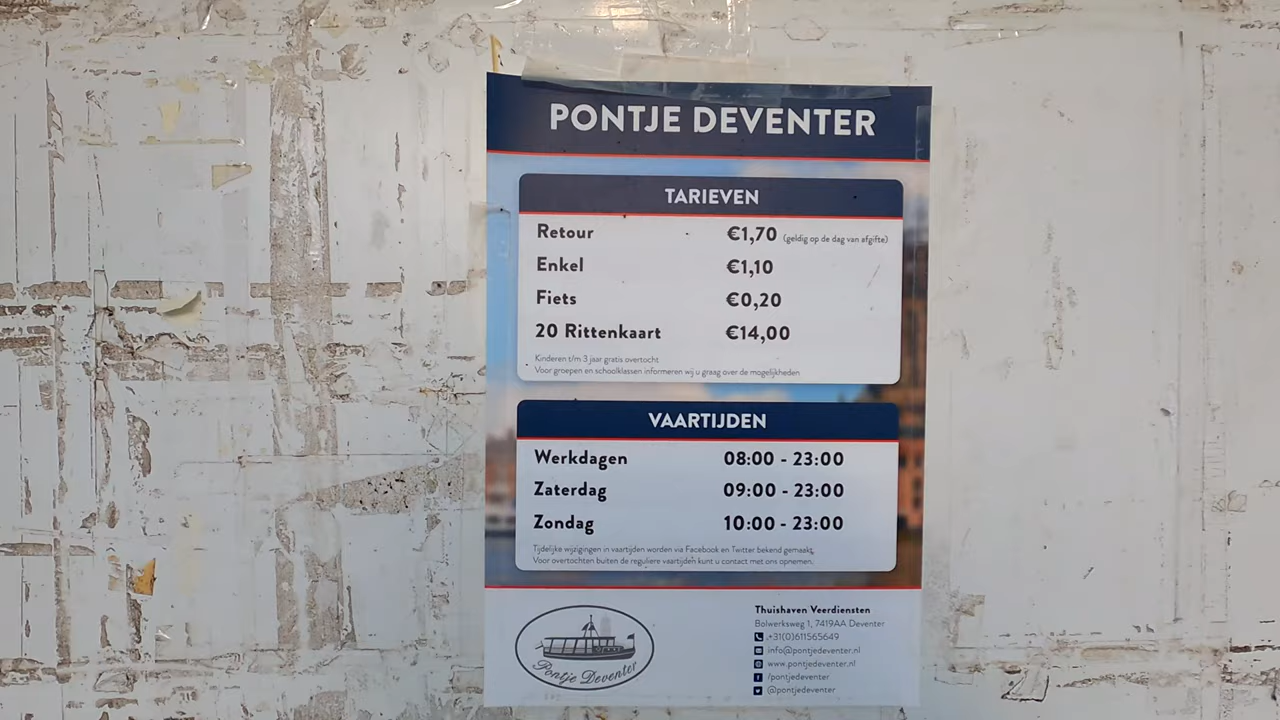 PONTJE DEVENTER
TARIEVEN
Retour €1,70 (geldig op de dag van afgifte)
Enkel €1,10
Fiets €0,20
20 Rittenkaart €14,00
Kinderen t/m 3 jaar gratis overtocht
Voor groepen en schoolklassen informeren wij u graag over de mogelijkheden
VAARTIJDEN
Werkdagen 08:00 - 23:00
Zaterdag 09:00 - 23:00
Zondag 10:00 - 23:00
Tijdelijke wijzigingen in vaartijden worden via Facebook en Twitter bekend gemaakt.
Voor overtochten buiten de reguliere vaartijden kunt u contact met ons opnemen.
Pontje Deventer
Thuishaven Veerdiensten
Bolwerksweg 1, 7419AA Deventer
+31(0)611565649
info@pontjedeventer.nl
www.pontjedeventer.nl
/pontjedeventer
@pontjedeventer